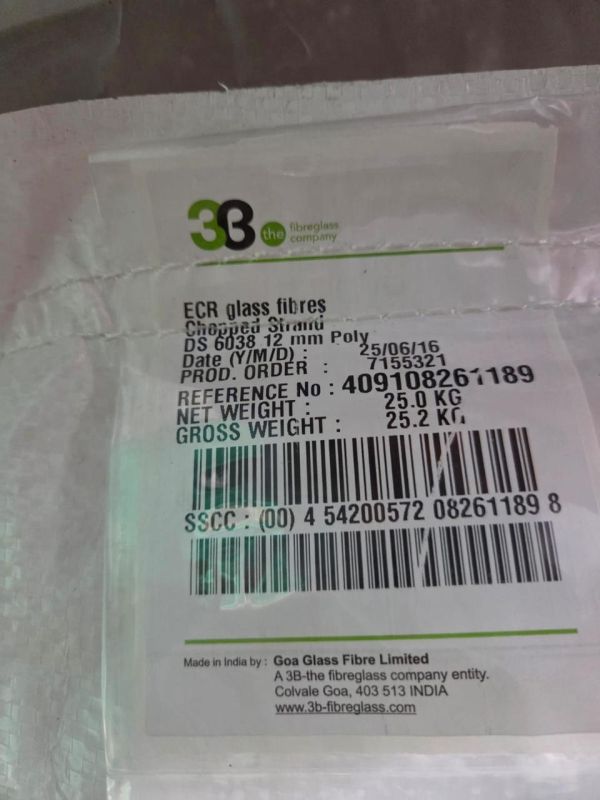 3B the fibreglass company
ECR glass fibres
Chopped Strand
DS 6038 12 mm Poly
Date (Y/M/D) : 25/06/16
PROD. ORDER : 7155321
REFERENCE No : 409108261189
NET WEIGHT : 25.0 KG
GROSS WEIGHT : 25.2 KG
SSCC : (00) 4 54200572 08261189 8
Made in India by : Goa Glass Fibre Limited
A 3B-the fibreglass company entity.
Colvale Goa, 403 513 INDIA
www.3b-fibreglass.com